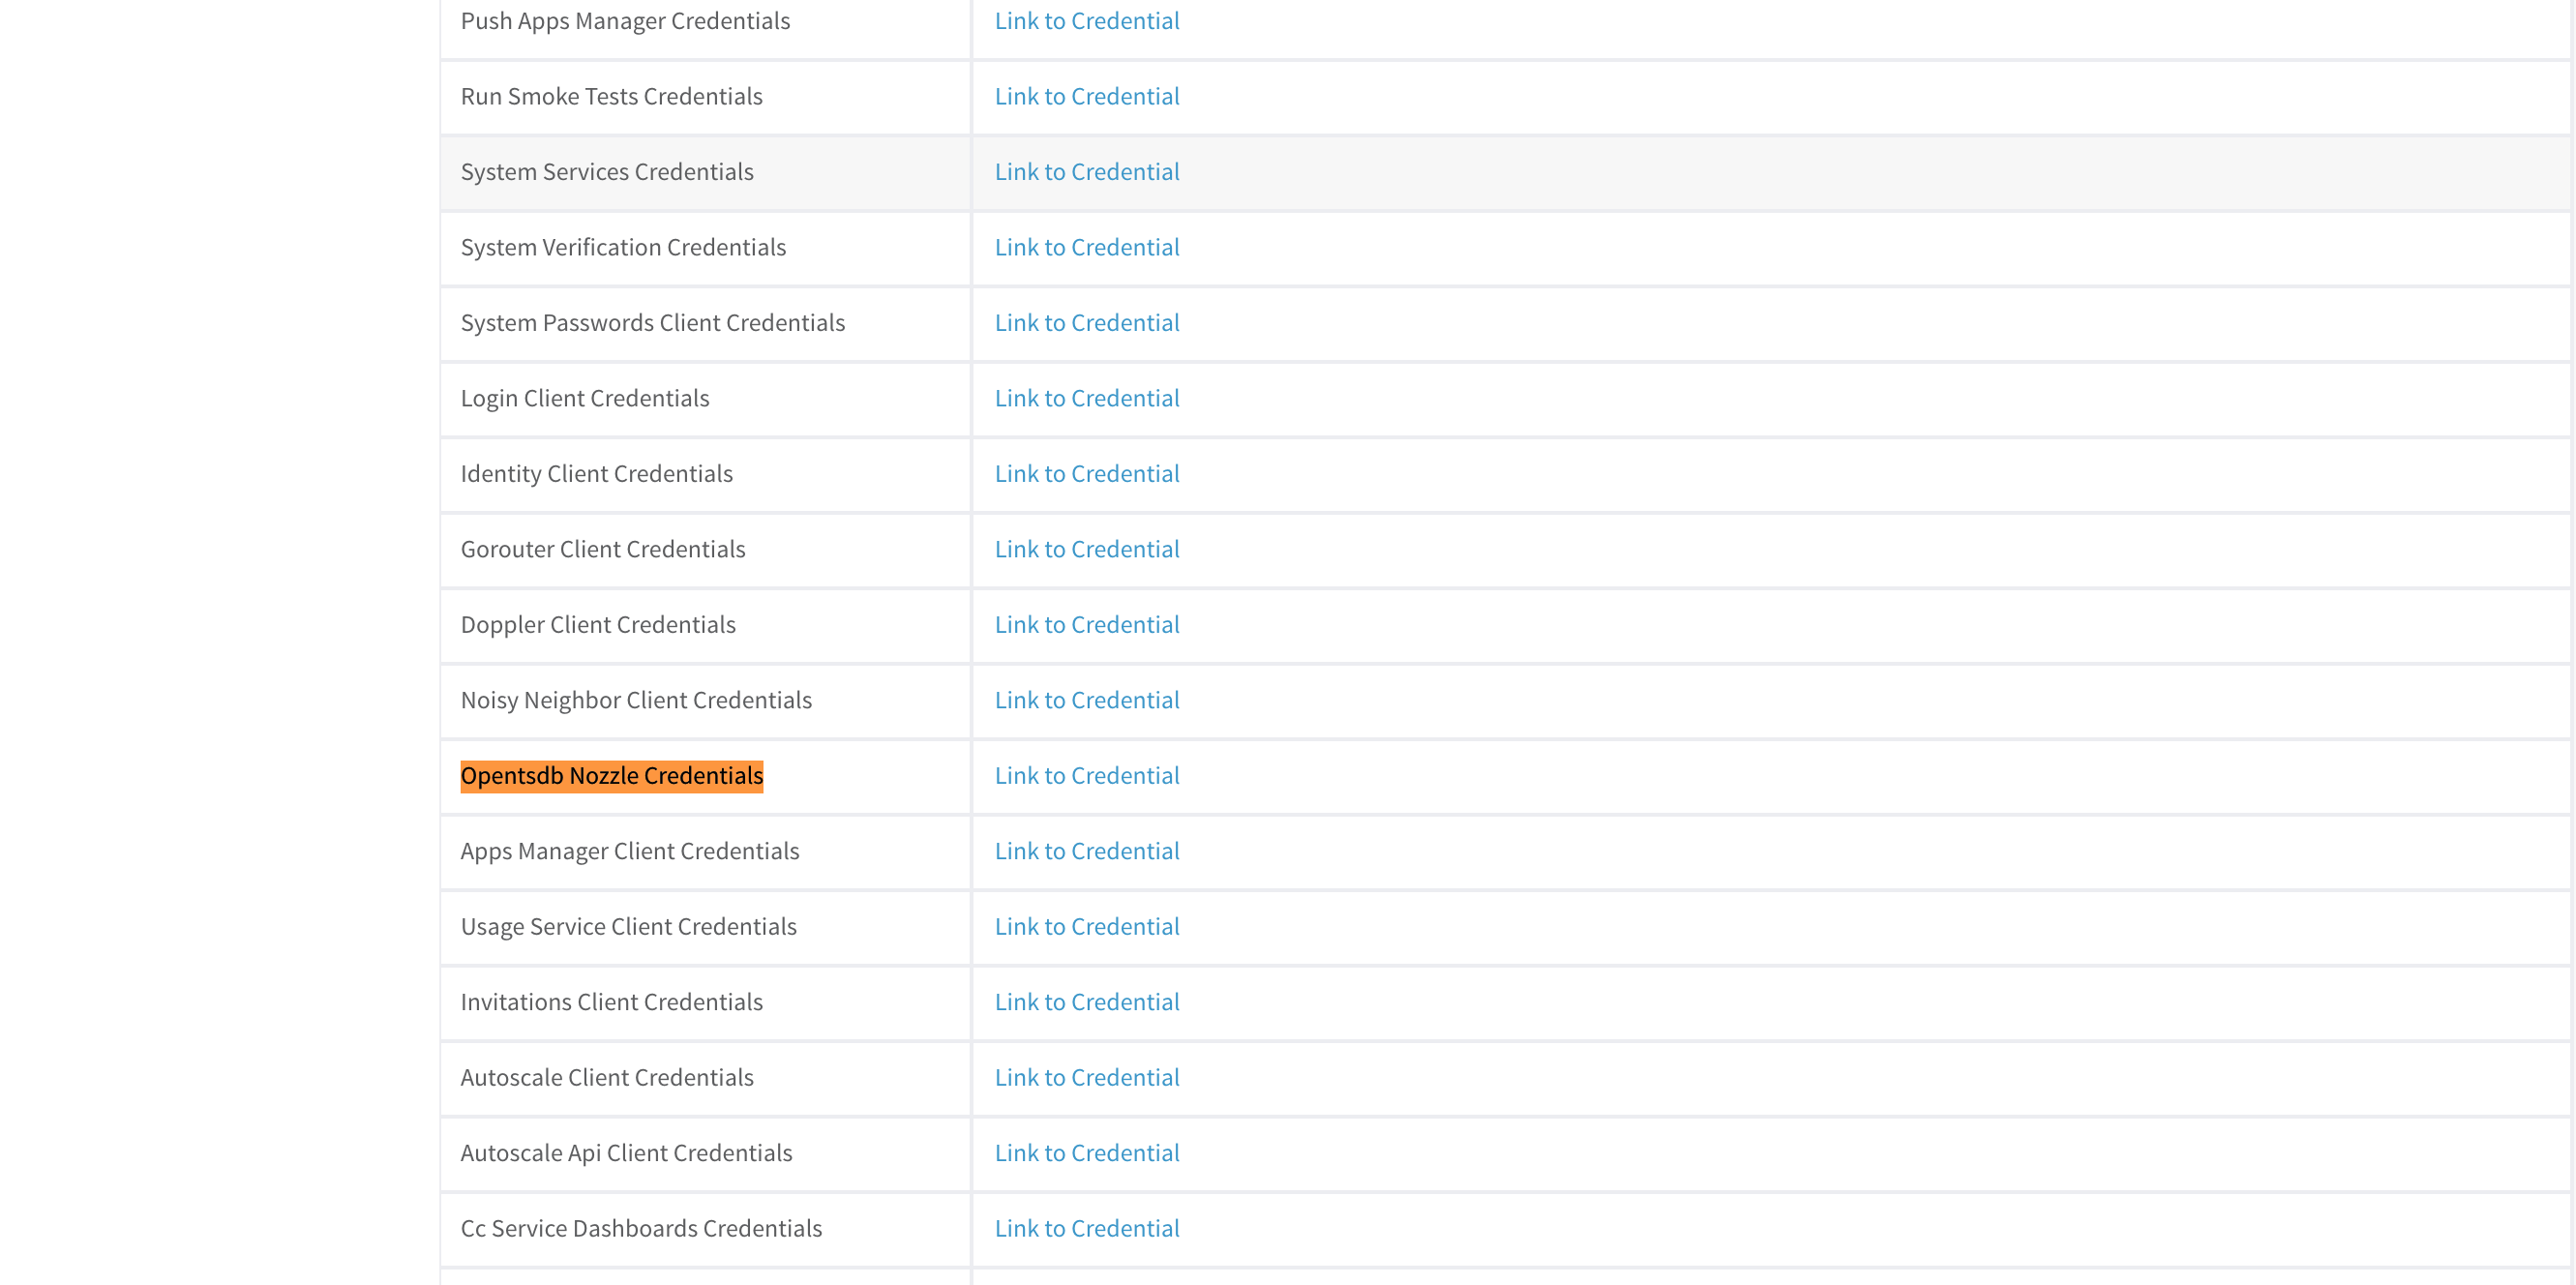 Push Apps Manager Credentials Link to Credential
Run Smoke Tests Credentials Link to Credential
System Services Credentials Link to Credential
System Verification Credentials Link to Credential
System Passwords Client Credentials Link to Credential
Login Client Credentials Link to Credential
Identity Client Credentials Link to Credential
Gorouter Client Credentials Link to Credential
Doppler Client Credentials Link to Credential
Noisy Neighbor Client Credentials Link to Credential
Opentsdb Nozzle Credentials Link to Credential
Apps Manager Client Credentials Link to Credential
Usage Service Client Credentials Link to Credential
Invitations Client Credentials Link to Credential
Autoscale Client Credentials Link to Credential
Autoscale Api Client Credentials Link to Credential
Cc Service Dashboards Credentials Link to Credential